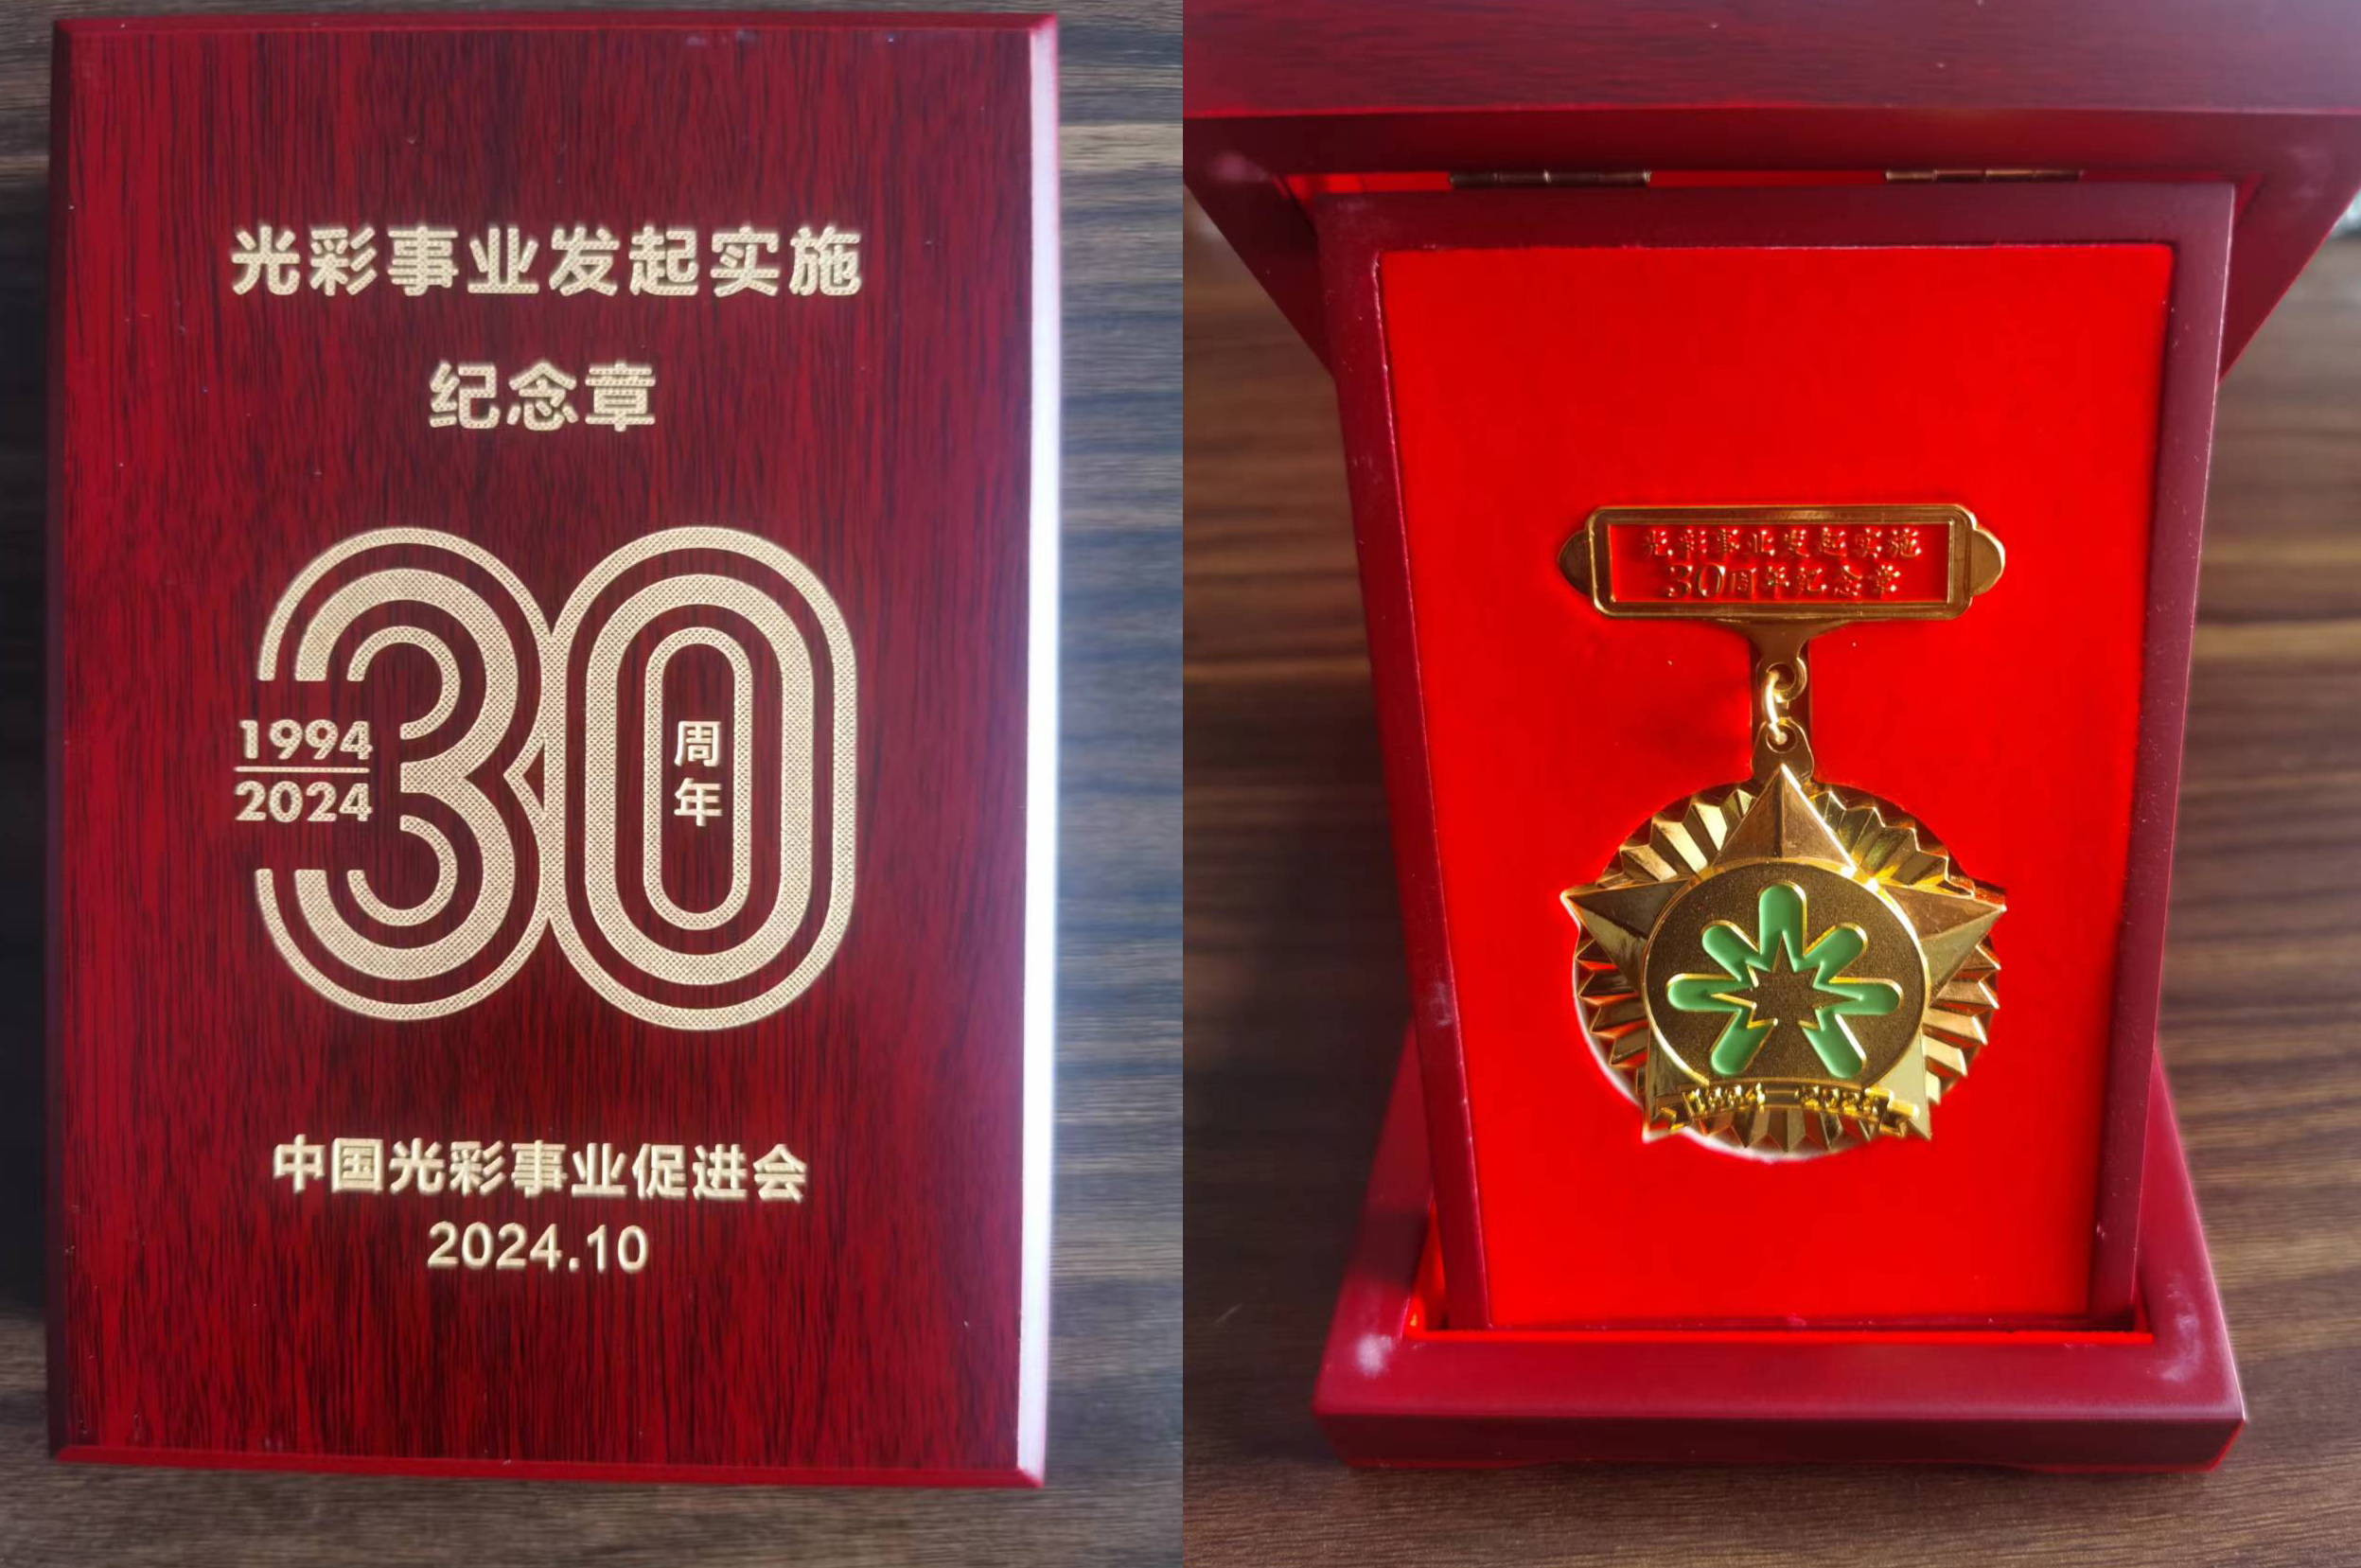 光彩事业发起实施
纪念章
30
1994
2024
周
年
中国光彩事业促进会
2024.10
光彩事业发起实施
30周年纪念章
1994 2024